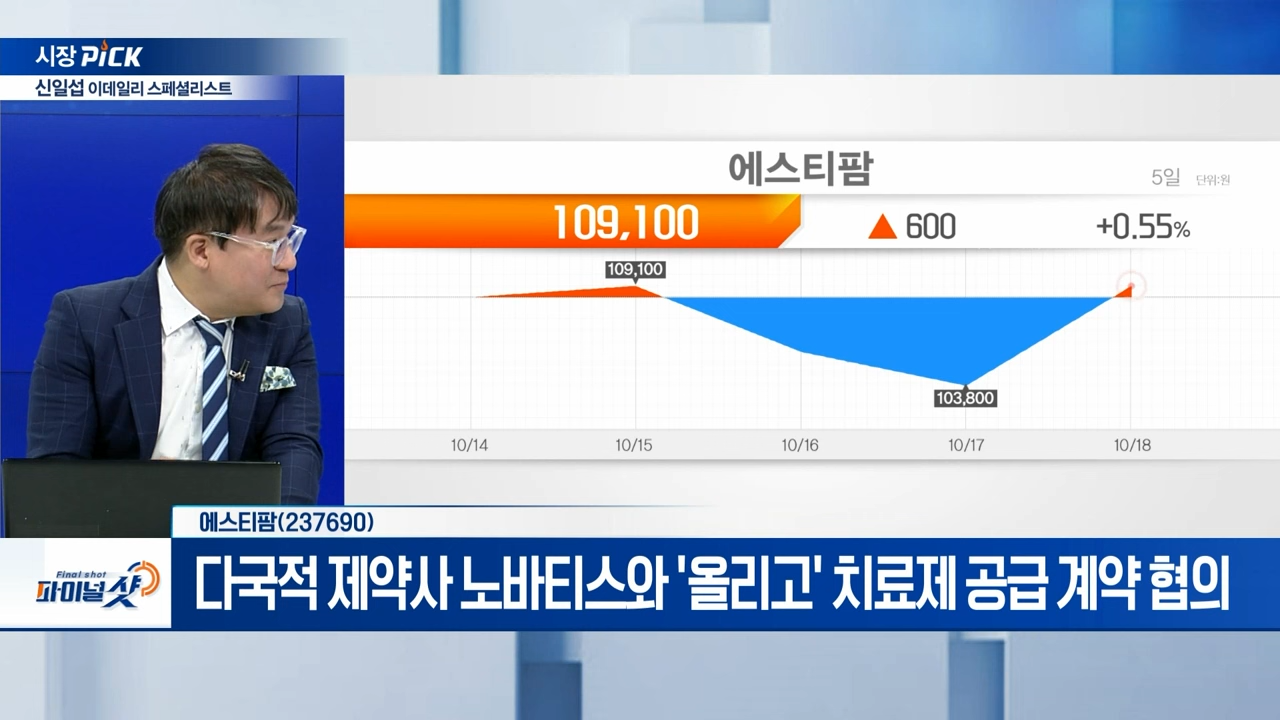 시장 PiCK
신일섭 이데일리 스페셜리스트
에스티팜
5일 단위:원
109,100 ▲ 600 +0.55%
109,100
103,800
10/14 10/15 10/16 10/17 10/18
에스티팜(237690)
Final shot
파이널샷
다국적 제약사 노바티스와 '올리고' 치료제 공급 계약 협의